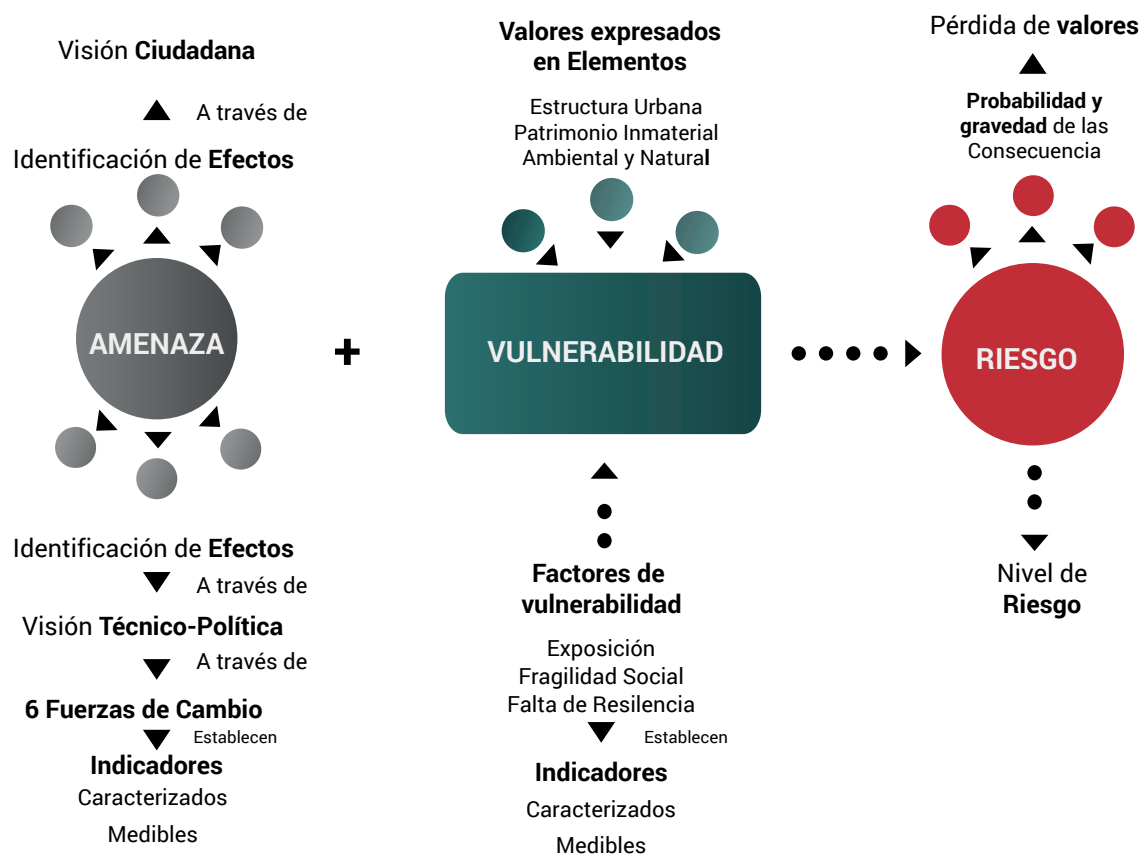 Visión Ciudadana
A través de
Identificación de Efectos
AMENAZA
Identificación de Efectos
A través de
Visión Técnico-Política
A través de
6 Fuerzas de Cambio
Establecen
Indicadores
Caracterizados
Medibles
+
Valores expresados
en Elementos
Estructura Urbana
Patrimonio Inmaterial
Ambiental y Natural
VULNERABILIDAD
Factores de
vulnerabilidad
Exposición
Fragilidad Social
Falta de Resilencia
Establecen
Indicadores
Caracterizados
Medibles
Pérdida de valores
Probabilidad y
gravedad de las
Consecuencia
RIESGO
Nivel de
Riesgo